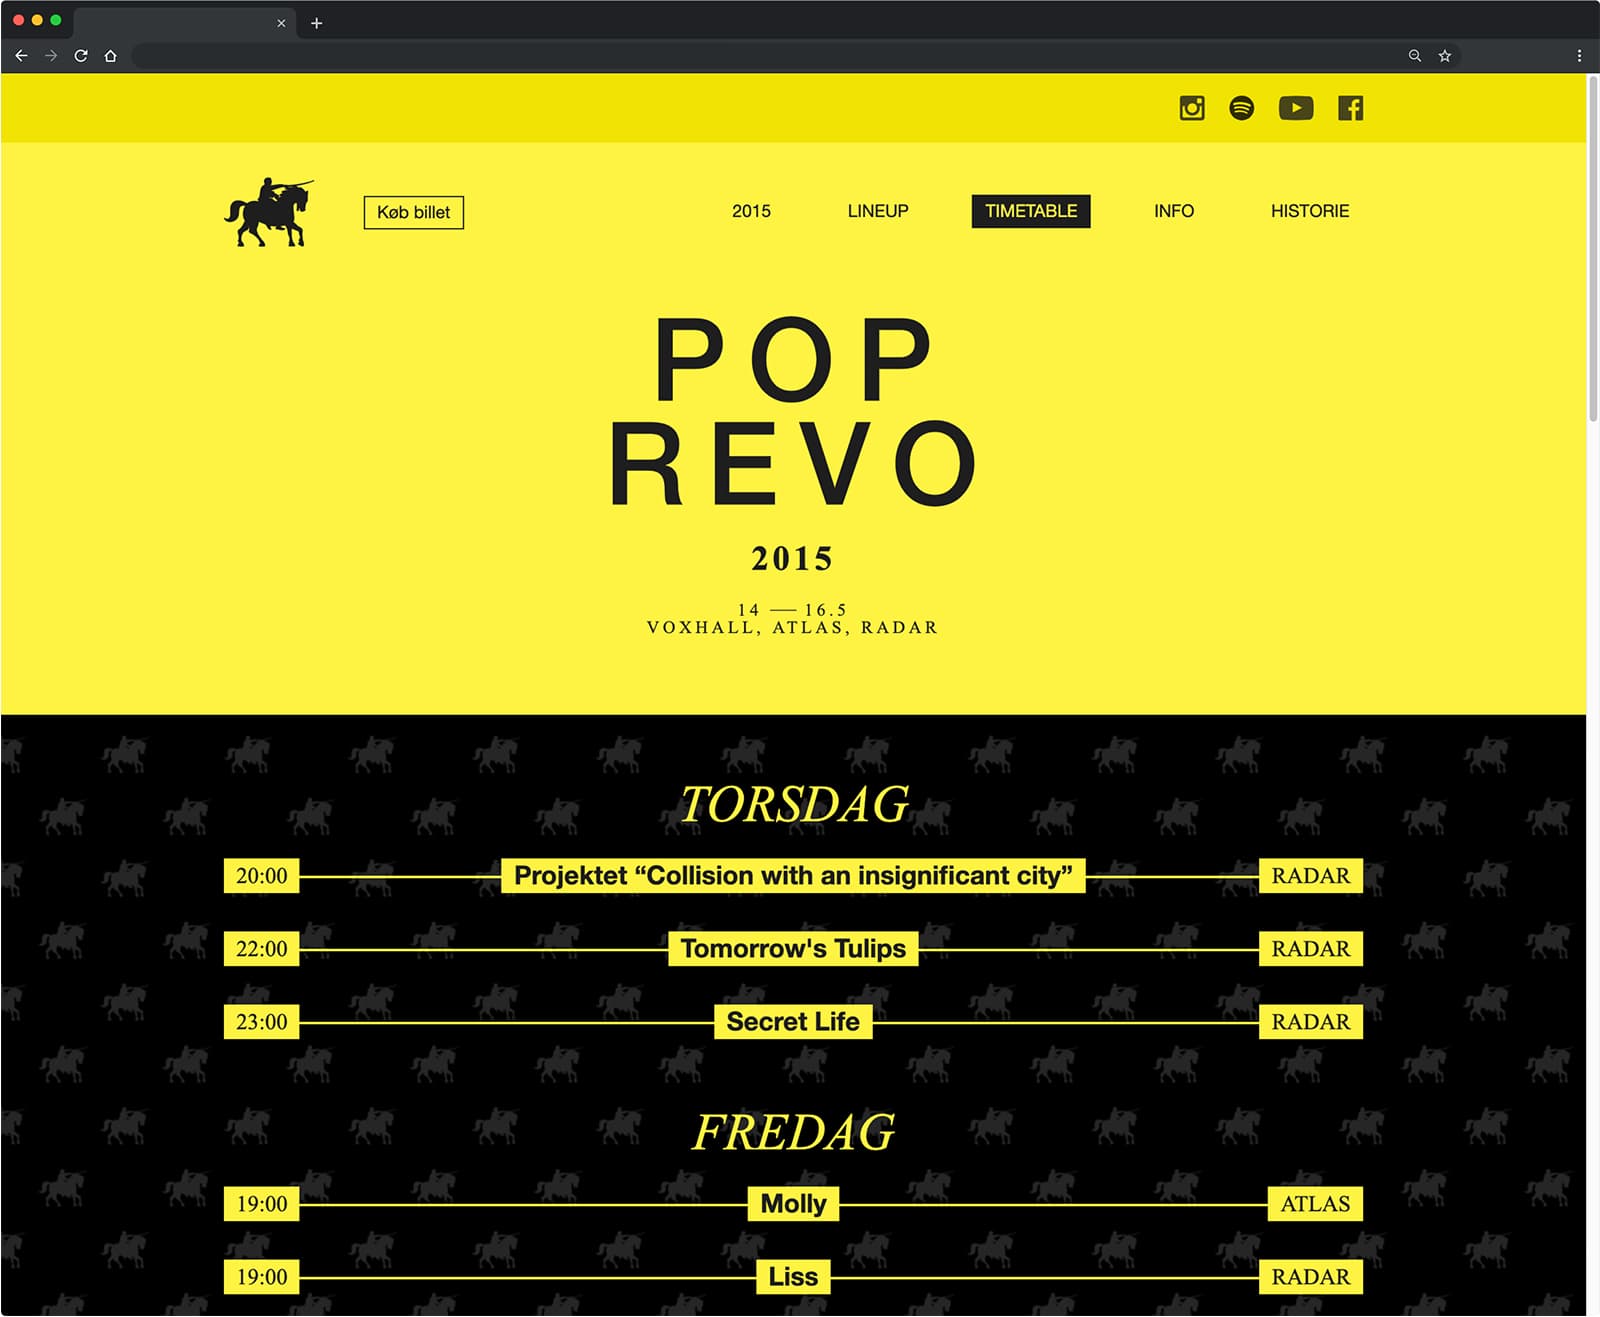 Køb billet
2015
LINEUP
TIMETABLE
INFO
HISTORIE
POP
REVO
2015
14 — 16.5
VOXHALL, ATLAS, RADAR
TORSDAG
20:00 Projektet “Collision with an insignificant city” RADAR
22:00 Tomorrow's Tulips RADAR
23:00 Secret Life RADAR
FREDAG
19:00 Molly ATLAS
19:00 Liss RADAR